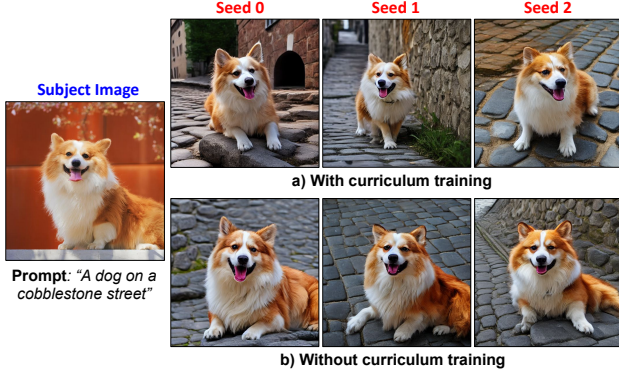 Seed 0 Seed 1 Seed 2
Subject Image
a) With curriculum training
Prompt: "A dog on a
cobblestone street"
b) Without curriculum training